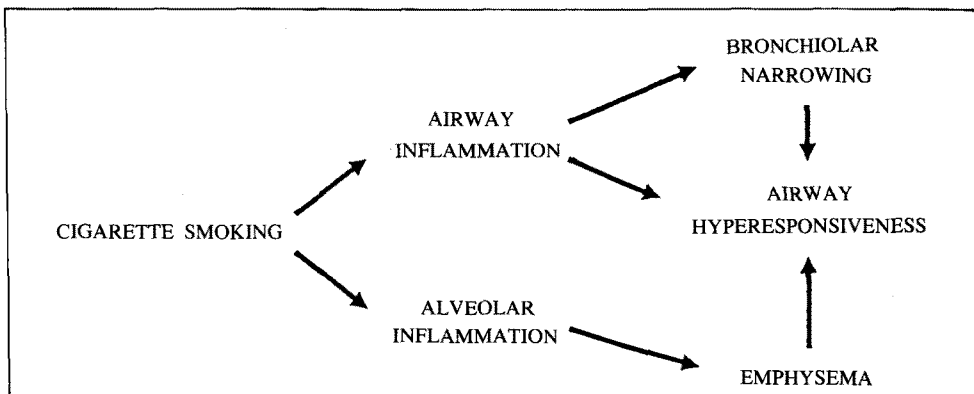 BRONCHIOLAR
NARROWING
AIRWAY
INFLAMMATION
AIRWAY
HYPERESPONSIVENESS
CIGARETTE SMOKING
ALVEOLAR
INFLAMMATION
EMPHYSEMA